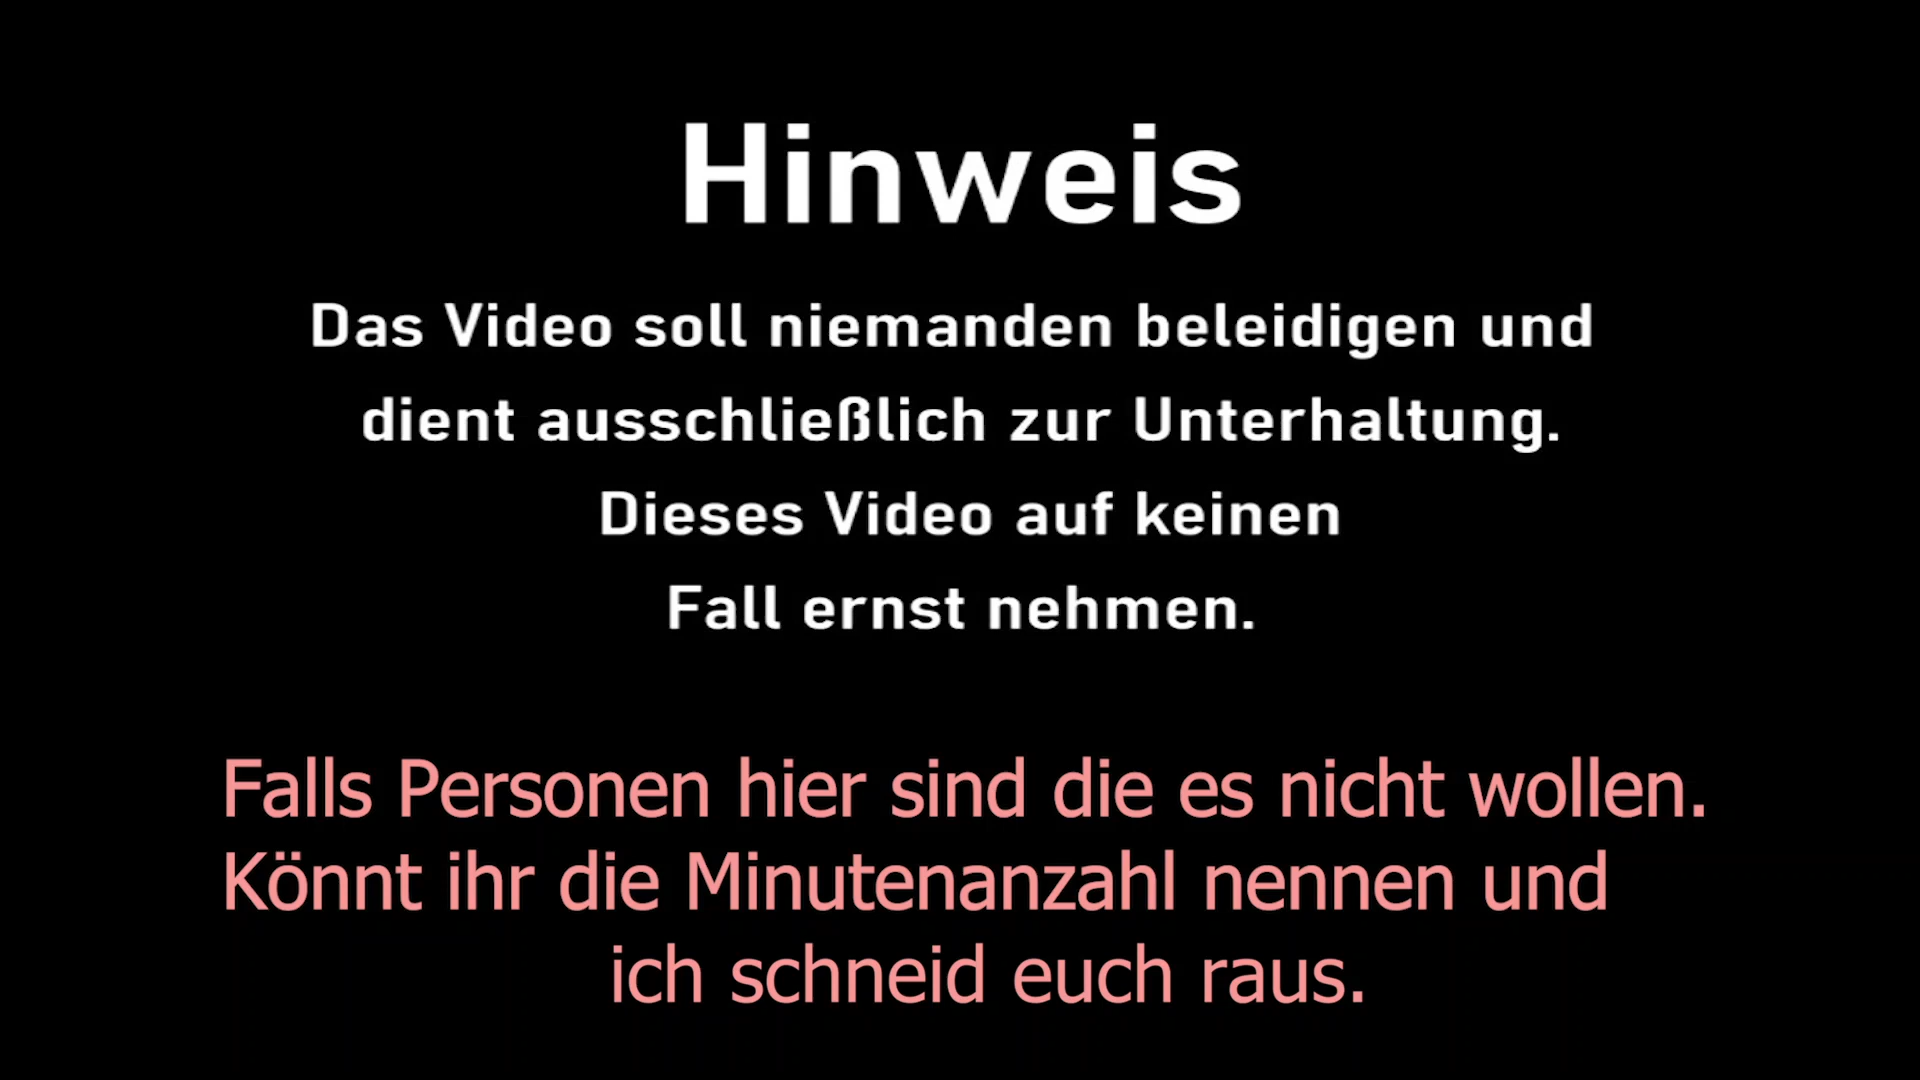 Hinweis
Das Video soll niemanden beleidigen und
dient ausschließlich zur Unterhaltung.
Dieses Video auf keinen
Fall ernst nehmen.
Falls Personen hier sind die es nicht wollen.
Könnt ihr die Minutenanzahl nennen und
ich schneid euch raus.